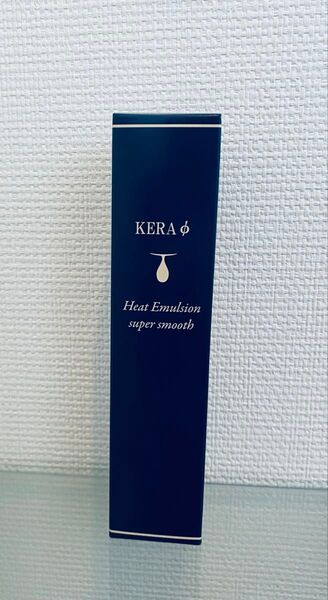 KERA φ
Heat Emulsion
super smooth